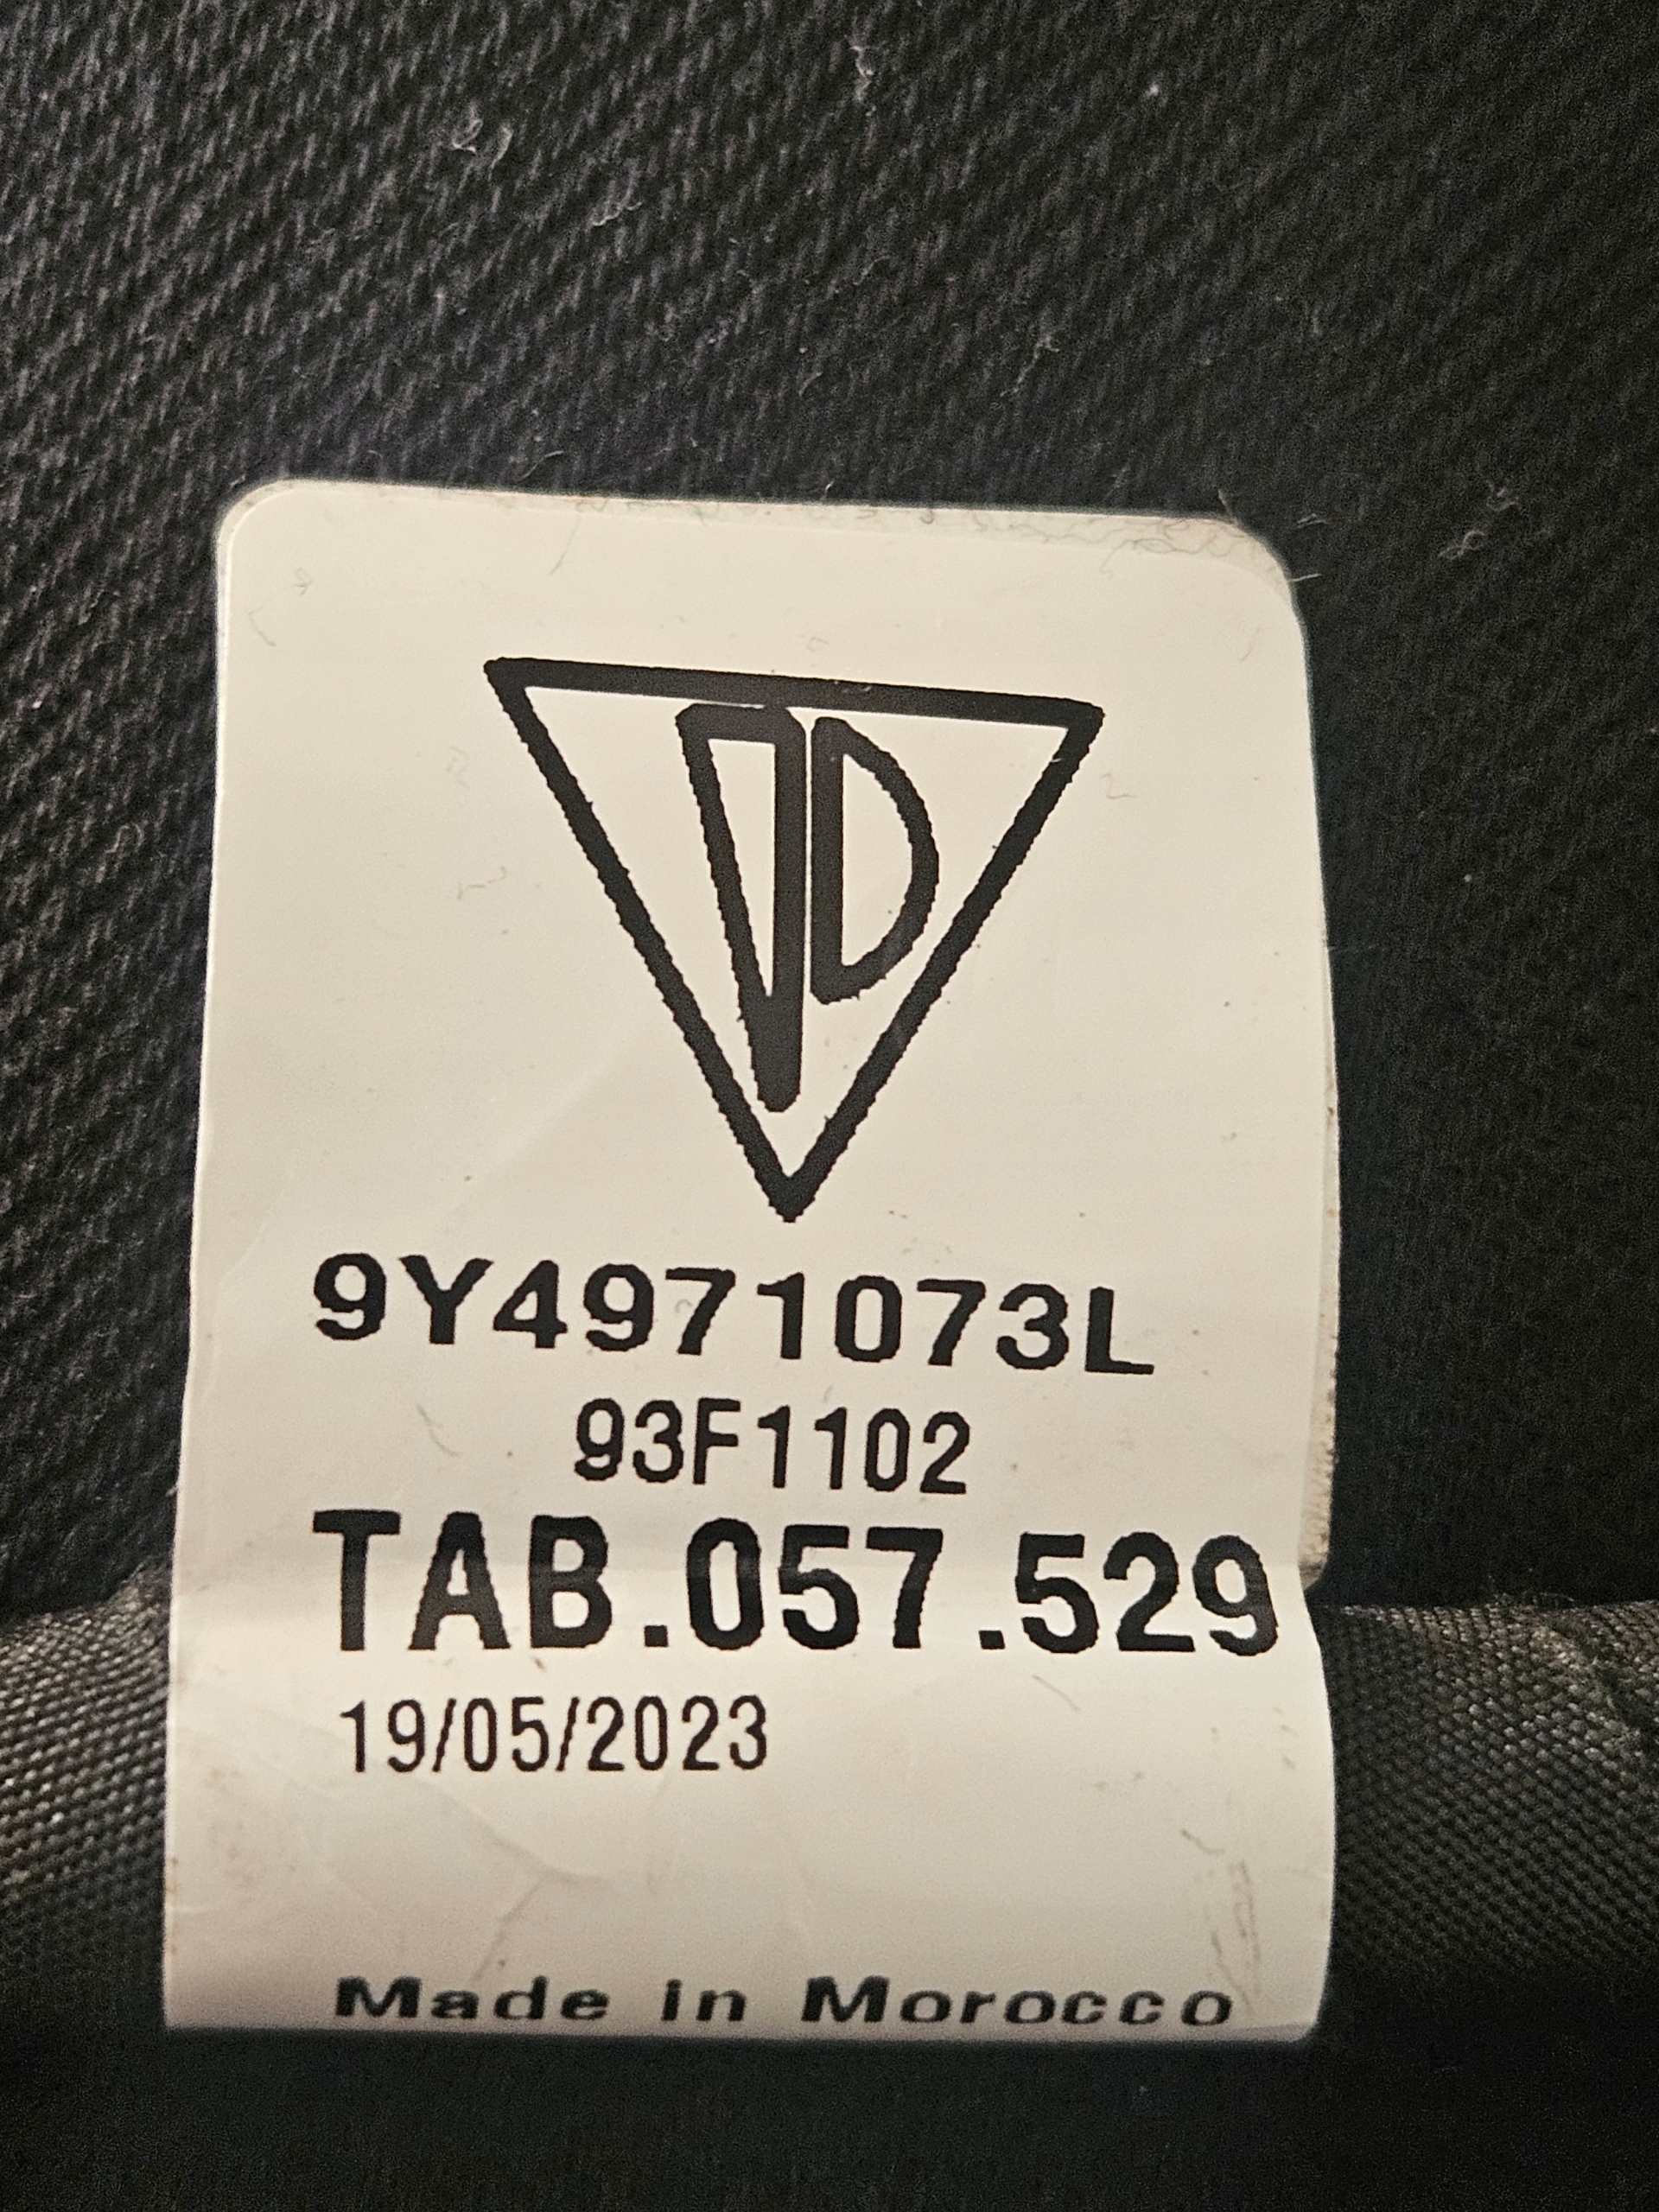 9Y4971073L
93F1102
TAB.057.529
19/05/2023
Made in Morocco